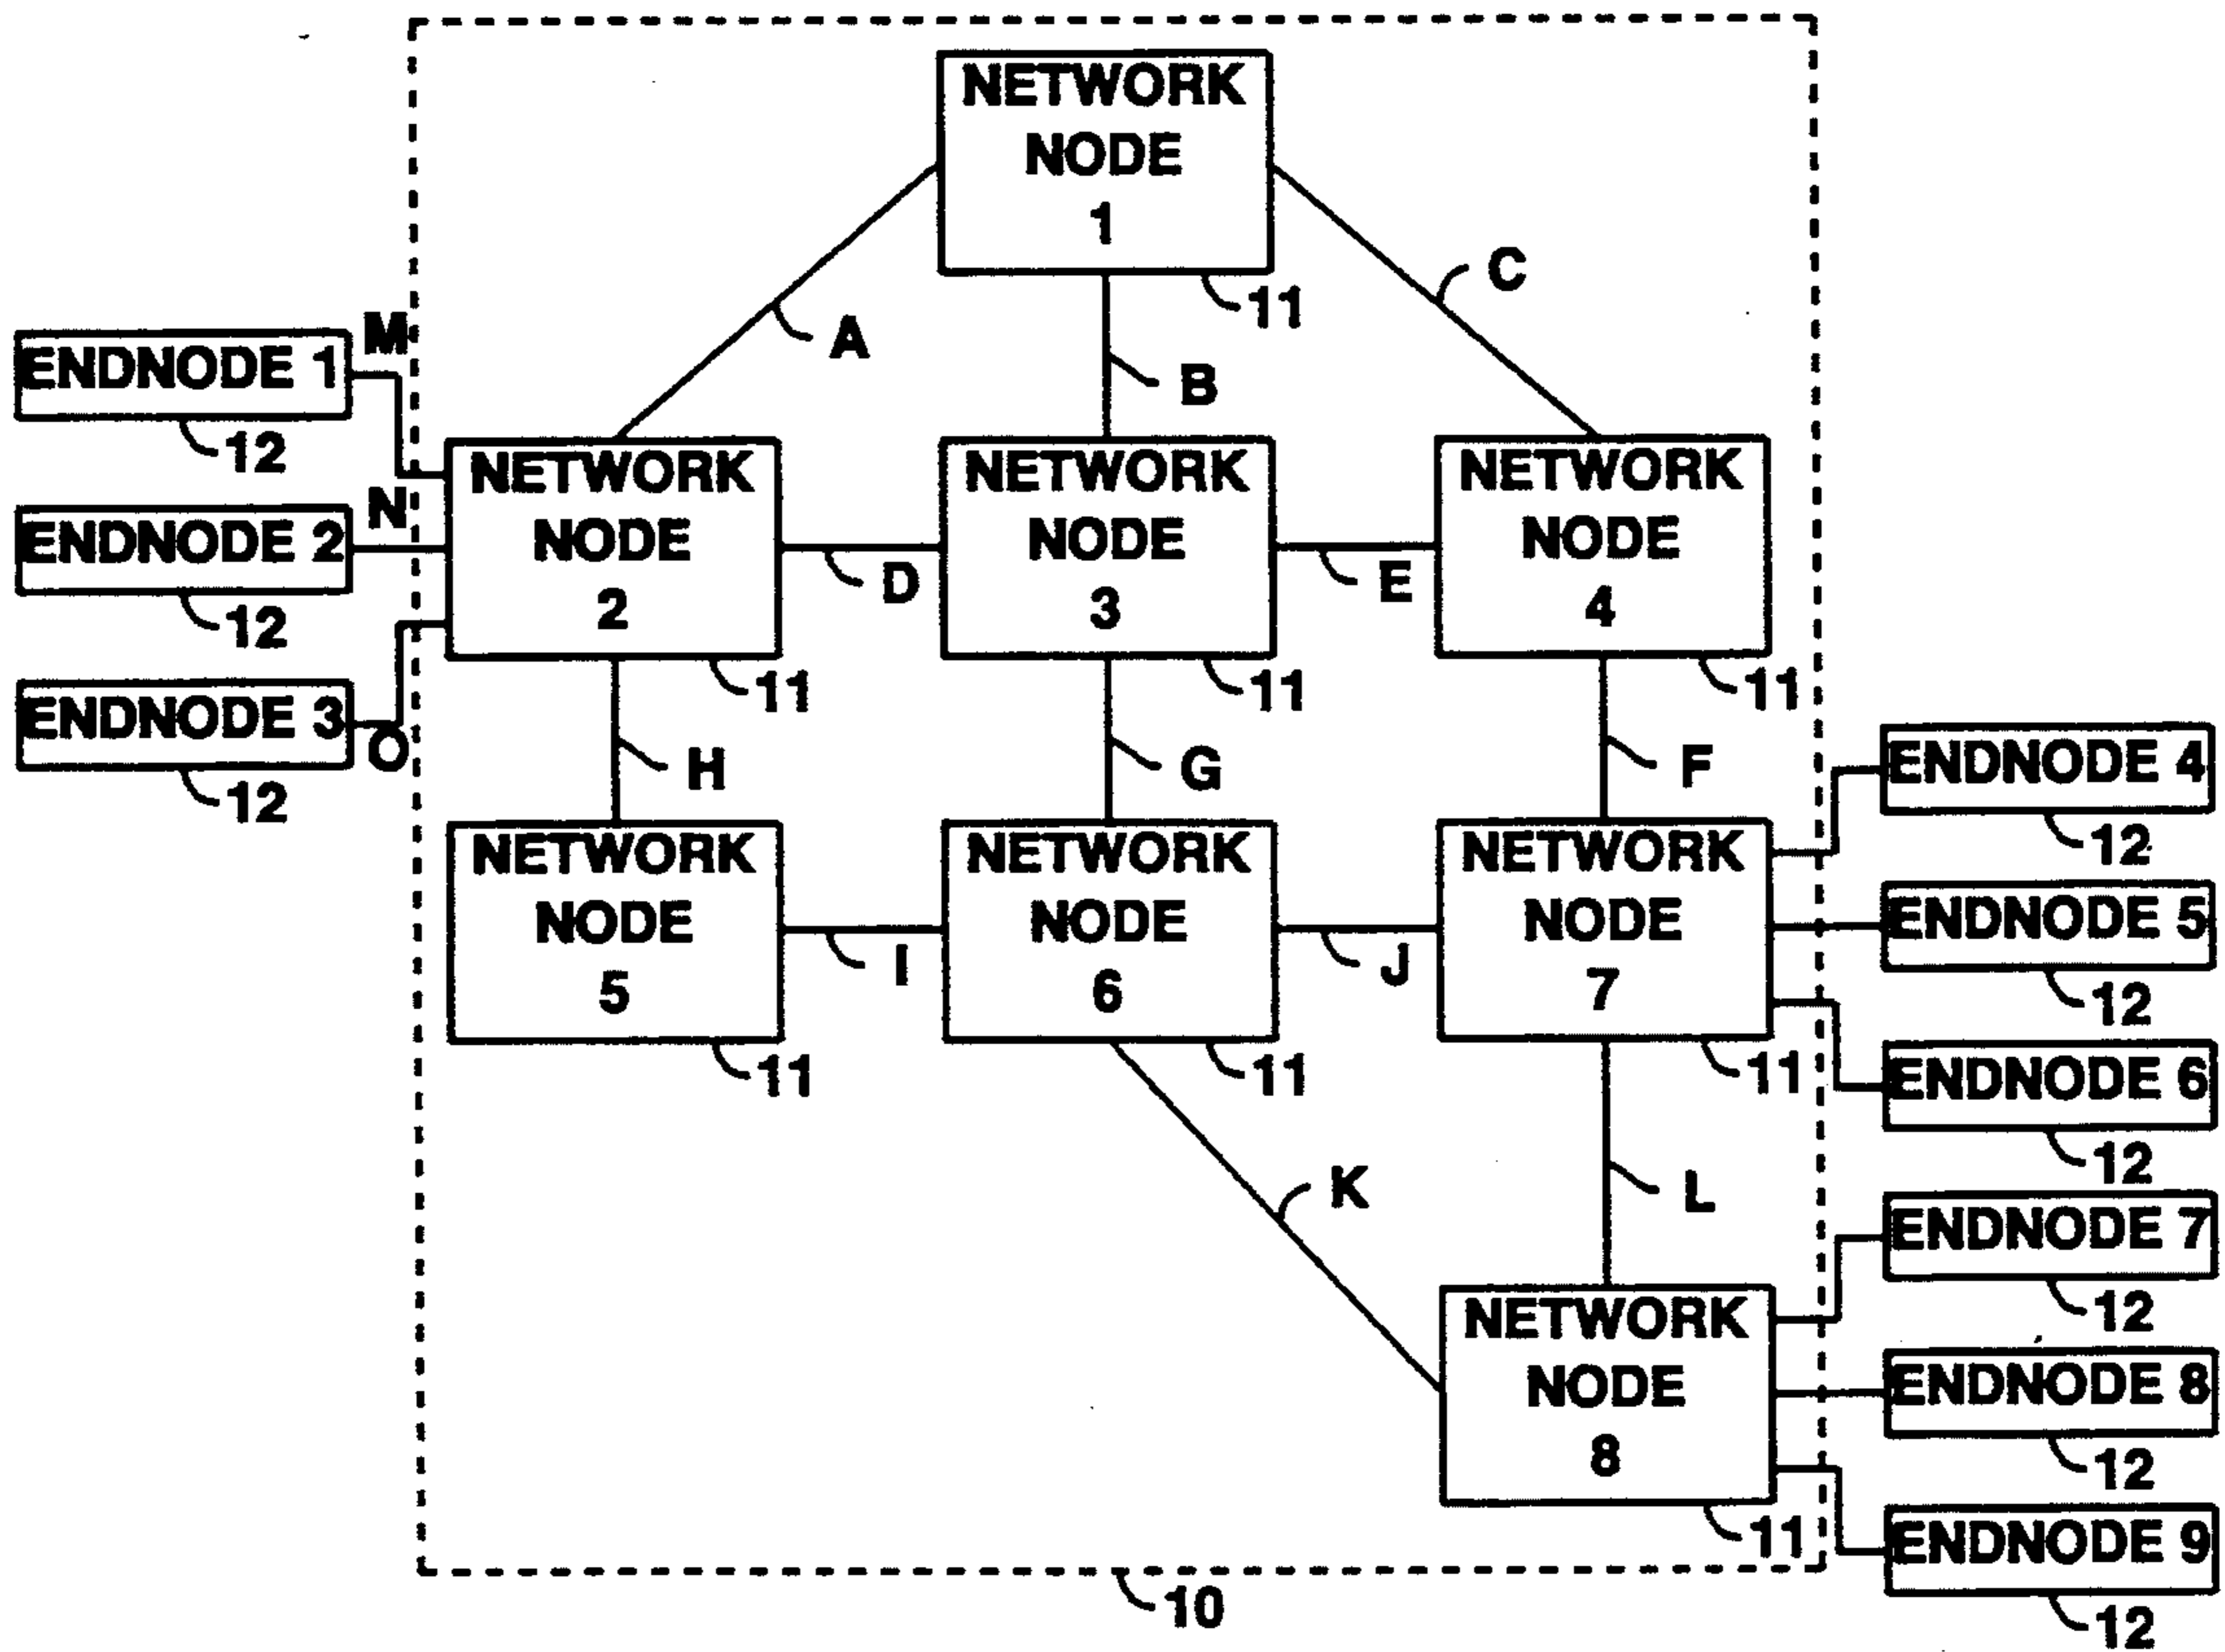 NETWORK
NODE
1
11
A
B
C
M
ENDNODE 1
12
N
ENDNODE 2
12
O
ENDNODE 3
12
NETWORK
NODE
2
11
D
NETWORK
NODE
3
11
E
NETWORK
NODE
4
11
H
G
F
NETWORK
NODE
5
11
I
NETWORK
NODE
6
11
J
NETWORK
NODE
7
11
ENDNODE 4
12
ENDNODE 5
12
ENDNODE 6
12
K
L
NETWORK
NODE
8
11
ENDNODE 7
12
ENDNODE 8
12
ENDNODE 9
12
10